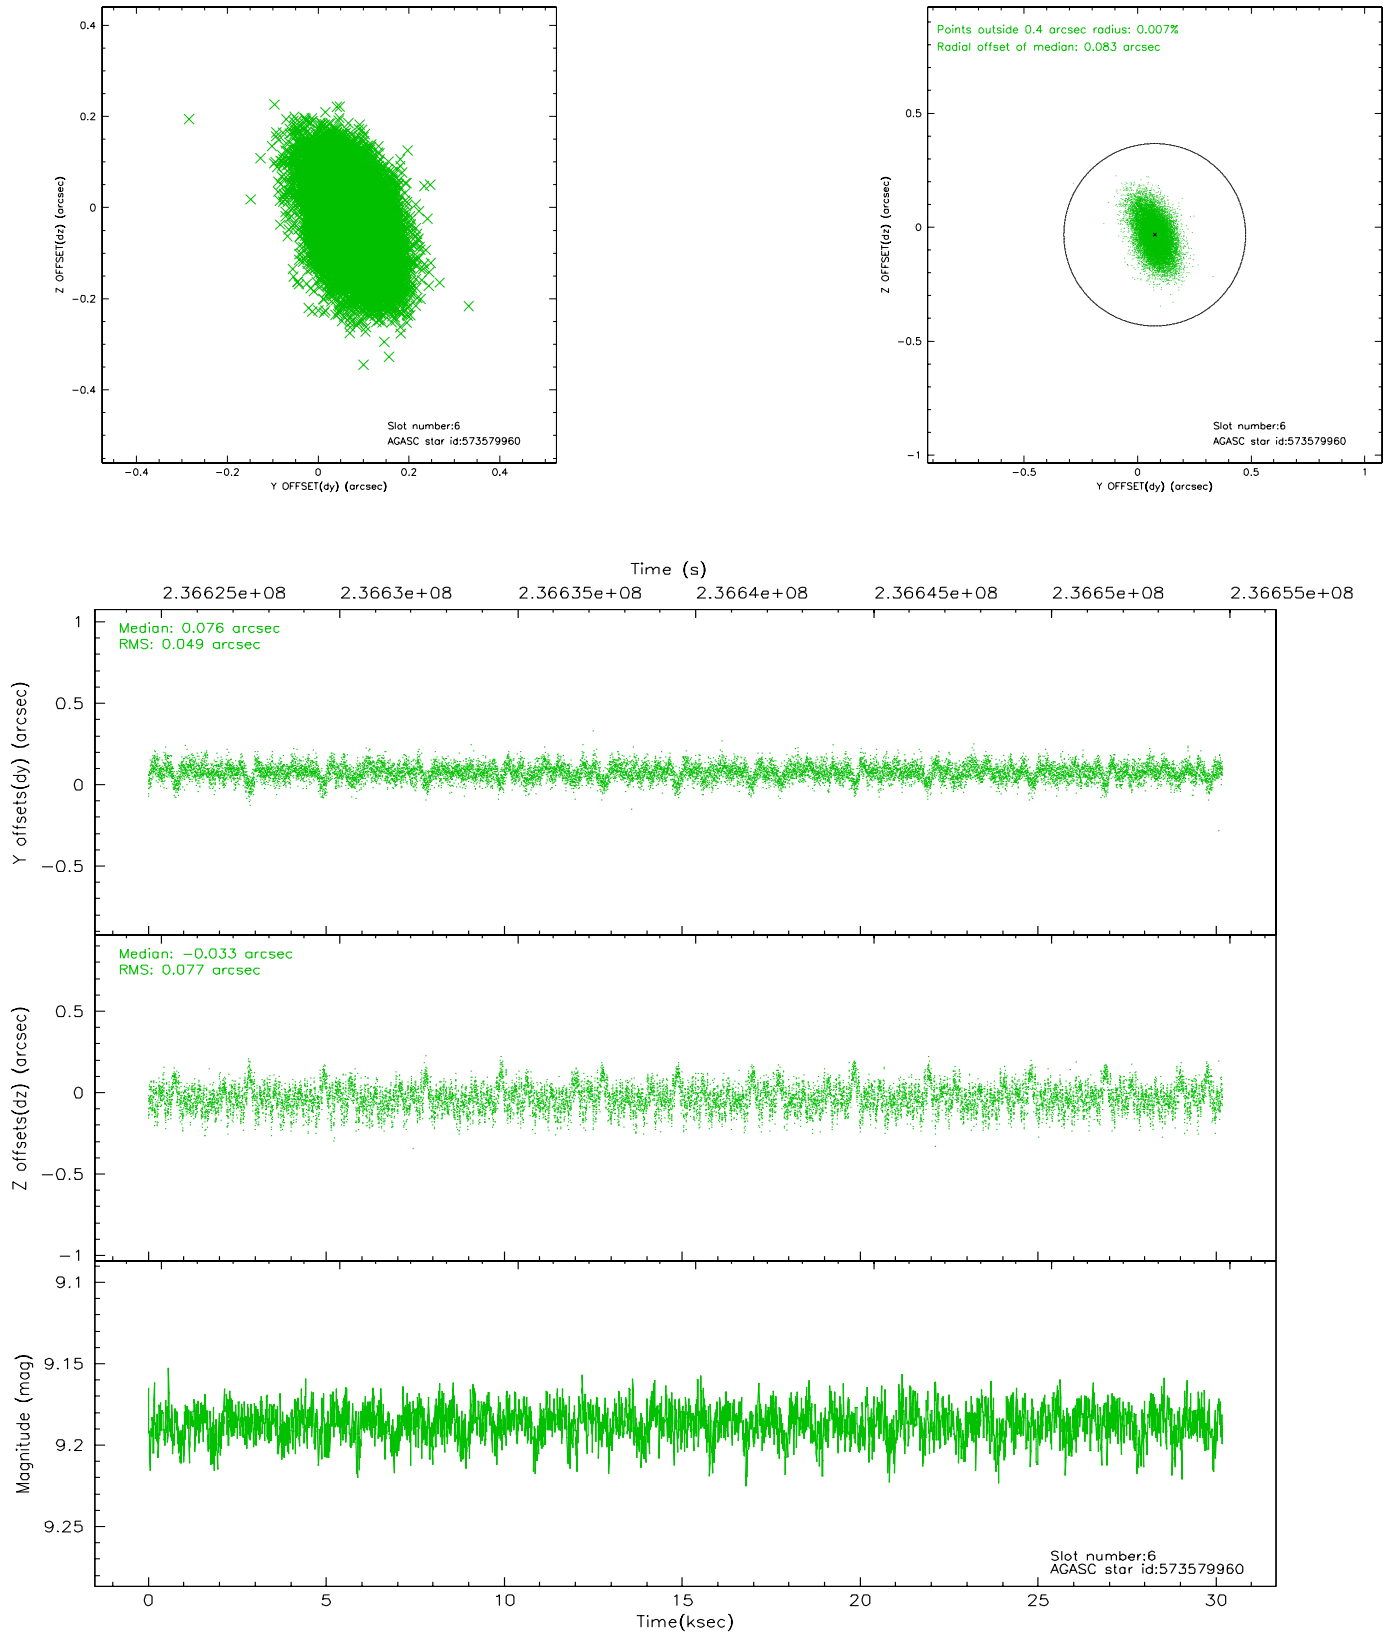 0.4
0.2
0
−0.2
−0.4
Z OFFSET(dz) (arcsec)
Slot number:6
AGASC star id:573579960
−0.4
−0.2
0
0.2
0.4
Y OFFSET(dy) (arcsec)
Points outside 0.4 arcsec radius: 0.007%
Radial offset of median: 0.083 arcsec
0.5
0
−0.5
−1
Z OFFSET(dz) (arcsec)
Slot number:6
AGASC star id:573579960
−0.5
0
0.5
1
Y OFFSET(dy) (arcsec)
Time (s)
2.36625e+08
2.3663e+08
2.36635e+08
2.3664e+08
2.36645e+08
2.3665e+08
2.36655e+08
Median: 0.076 arcsec
RMS: 0.049 arcsec
1
0.5
0
−0.5
Y offsets(dy) (arcsec)
Median: −0.033 arcsec
RMS: 0.077 arcsec
0.5
0
−0.5
−1
Z offsets(dz) (arcsec)
9.1
9.15
9.2
9.25
Magnitude (mag)
Slot number:6
AGASC star id:573579960
0
5
10
15
20
25
30
Time(ksec)